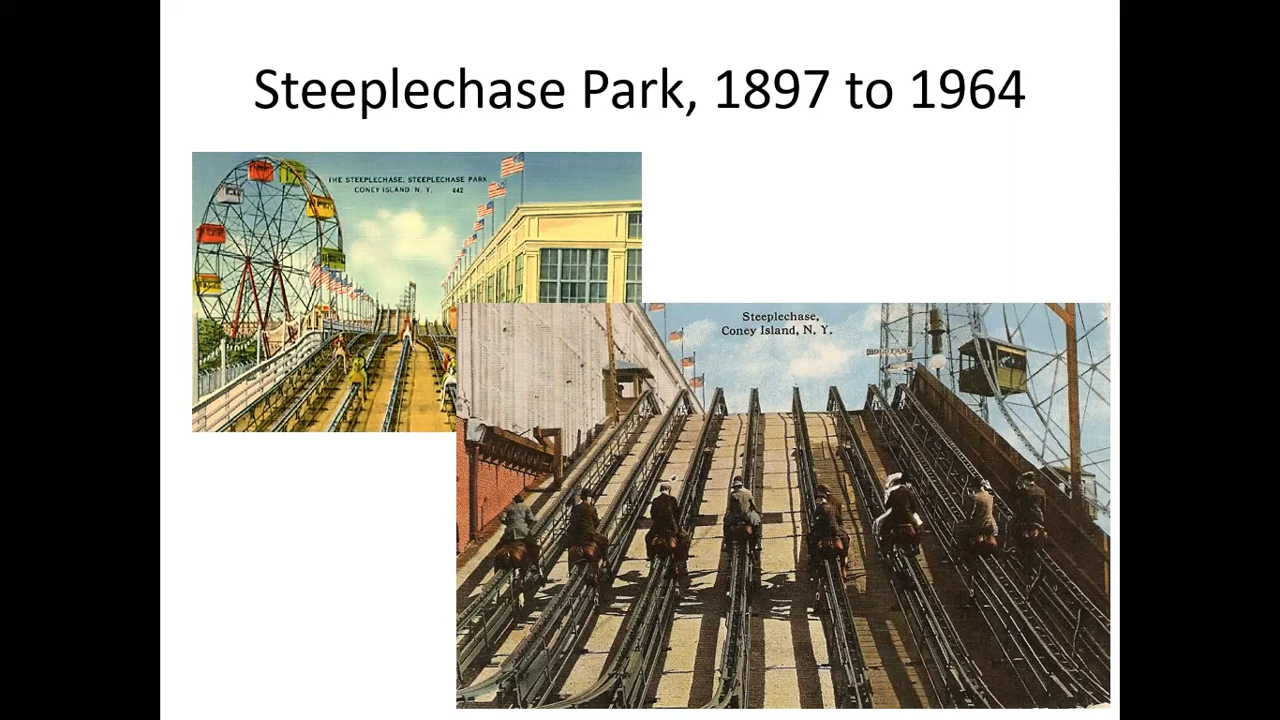 Steeplechase Park, 1897 to 1964
THE STEEPLECHASE, STEEPLECHASE PARK
CONEY ISLAND, N. Y. 442
Steeplechase,
Coney Island, N. Y.